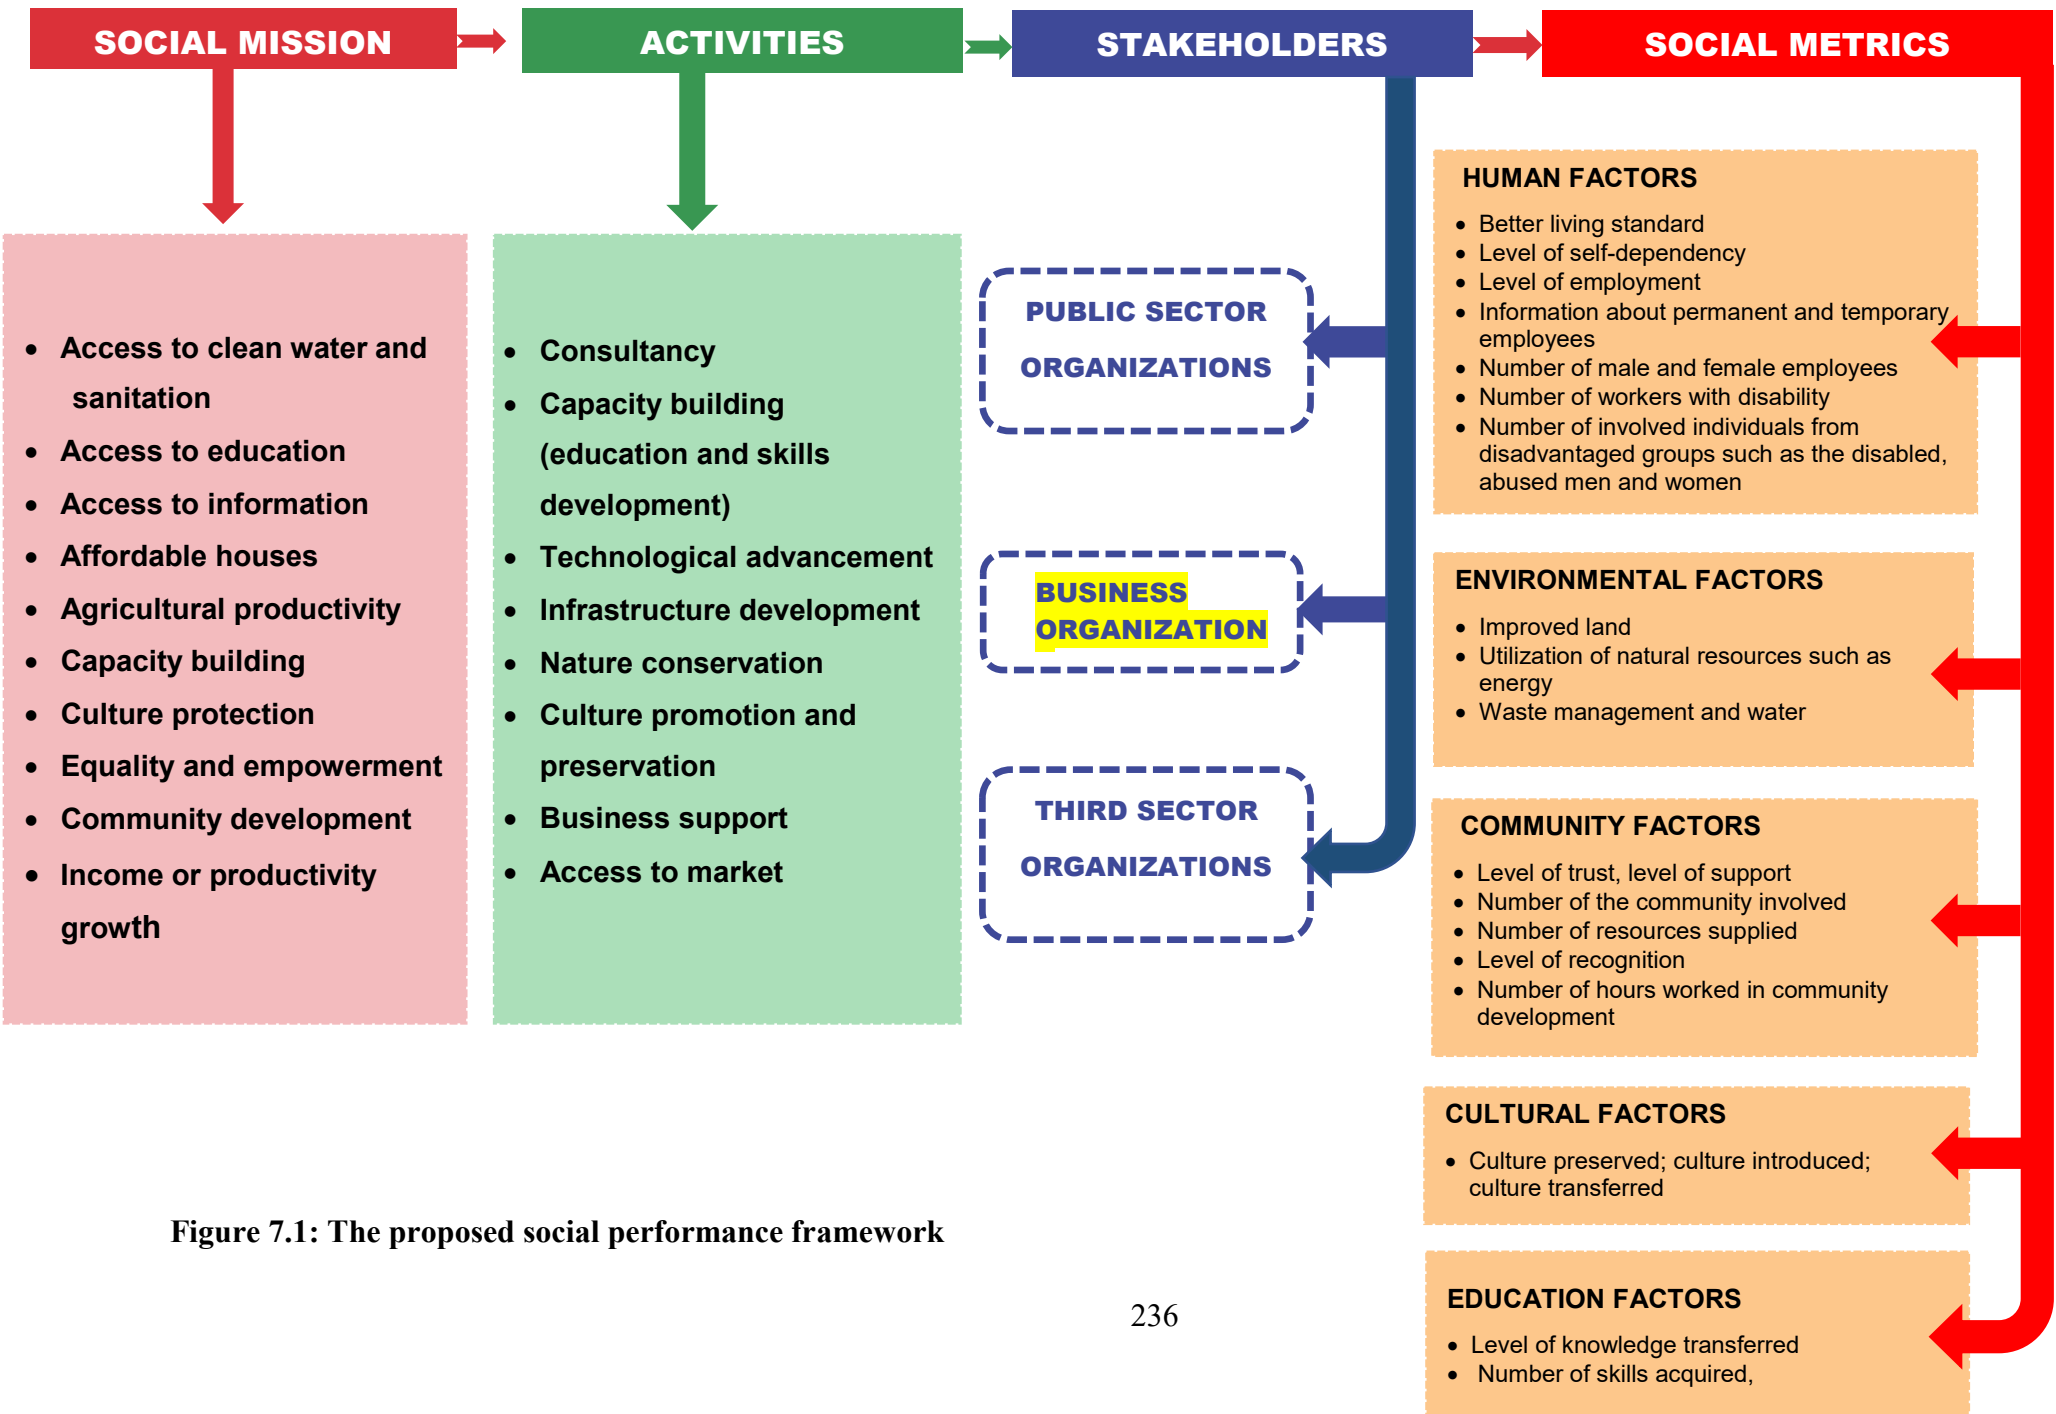 SOCIAL MISSION
ACTIVITIES
STAKEHOLDERS
SOCIAL METRICS
• Access to clean water and
sanitation
• Access to education
• Access to information
• Affordable houses
• Agricultural productivity
• Capacity building
• Culture protection
• Equality and empowerment
• Community development
• Income or productivity
growth
• Consultancy
• Capacity building
(education and skills
development)
• Technological advancement
• Infrastructure development
• Nature conservation
• Culture promotion and
preservation
• Business support
• Access to market
PUBLIC SECTOR
ORGANIZATIONS
BUSINESS
ORGANIZATION
THIRD SECTOR
ORGANIZATIONS
HUMAN FACTORS
• Better living standard
• Level of self-dependency
• Level of employment
• Information about permanent and temporary
employees
• Number of male and female employees
• Number of workers with disability
• Number of involved individuals from
disadvantaged groups such as the disabled,
abused men and women
ENVIRONMENTAL FACTORS
• Improved land
• Utilization of natural resources such as
energy
• Waste management and water
COMMUNITY FACTORS
• Level of trust, level of support
• Number of the community involved
• Number of resources supplied
• Level of recognition
• Number of hours worked in community
development
CULTURAL FACTORS
• Culture preserved; culture introduced;
culture transferred
EDUCATION FACTORS
• Level of knowledge transferred
• Number of skills acquired,
Figure 7.1: The proposed social performance framework
236